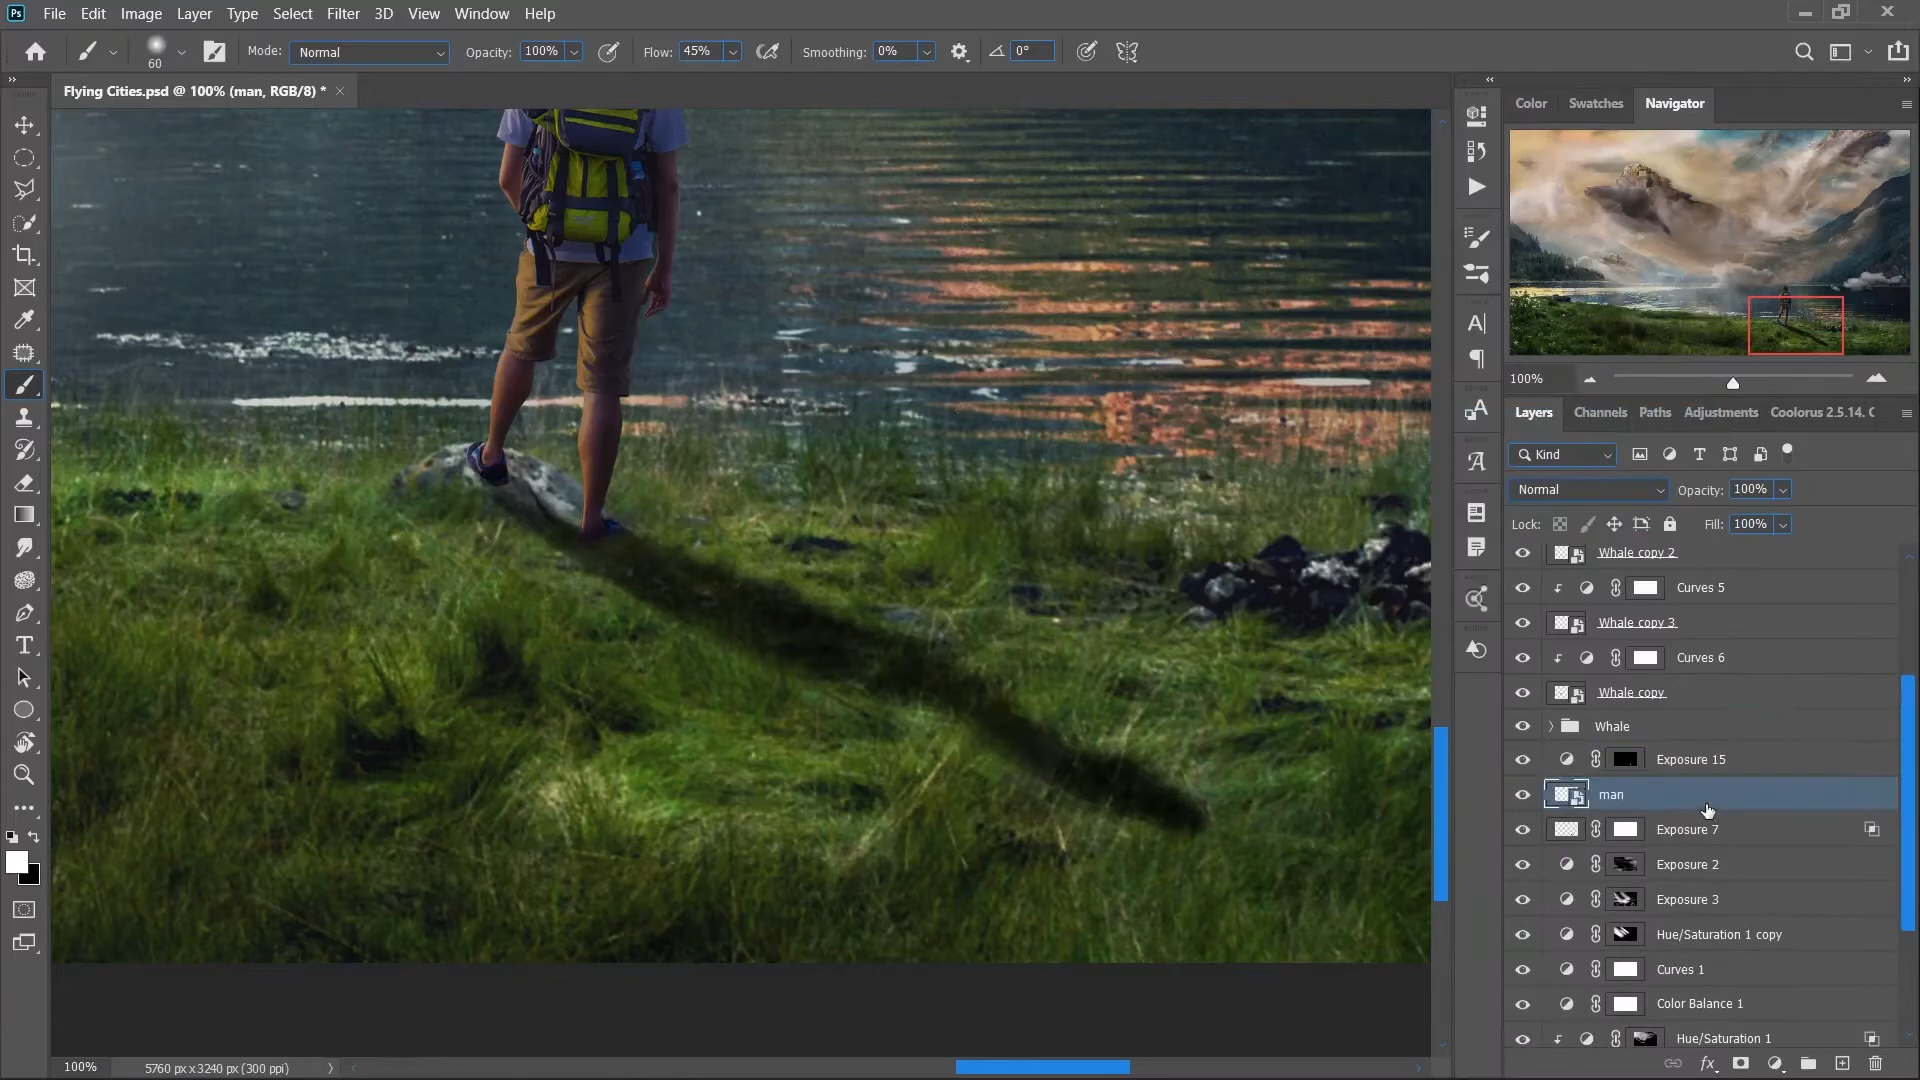 Ps File Edit Image Layer Type Select Filter 3D View Window Help
60 Mode: Normal Opacity: 100% Flow: 45% Smoothing: 0% 0°
Flying Cities.psd @ 100% (man, RGB/8) *
Color Swatches Navigator
100%
Layers Channels Paths Adjustments Coolorus 2.5.14. C
Kind
Normal Opacity: 100%
Lock: Fill: 100%
Whale copy 2
Curves 5
Whale copy 3
Curves 6
Whale copy
Whale
Exposure 15
man
Exposure 7
Exposure 2
Exposure 3
Hue/Saturation 1 copy
Curves 1
Color Balance 1
Hue/Saturation 1
100% 5760 px x 3240 px (300 ppi)